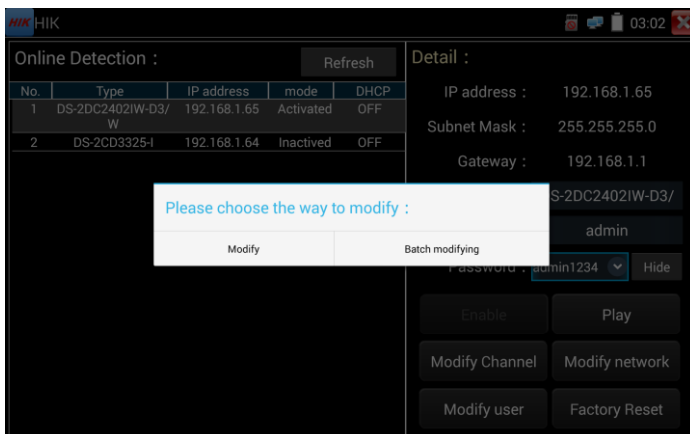 HIK HIK 03:02
Online Detection : Refresh
No. Type IP address mode DHCP
1 DS-2DC2402IW-D3/W 192.168.1.65 Activated OFF
2 DS-2CD3325-I 192.168.1.64 Inactived OFF
Please choose the way to modify :
Modify Batch modifying
Detail :
IP address : 192.168.1.65
Subnet Mask : 255.255.255.0
Gateway : 192.168.1.1
S-2DC2402IW-D3/
admin
Password : admin1234 Hide
Enable Play
Modify Channel Modify network
Modify user Factory Reset